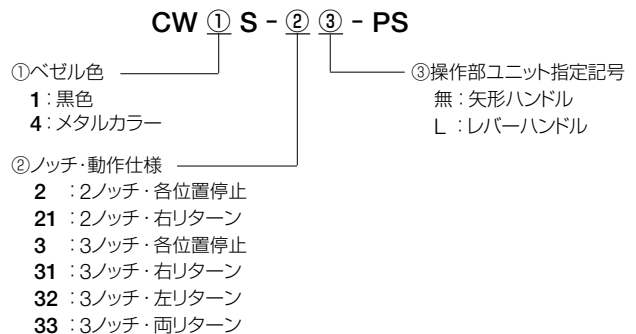 CW ① S - ② ③ - PS
①ベゼル色
1：黒色
4：メタルカラー
③操作部ユニット指定記号
無：矢形ハンドル
L：レバーハンドル
②ノッチ・動作仕様
2：2ノッチ・各位置停止
21：2ノッチ・右リターン
3：3ノッチ・各位置停止
31：3ノッチ・右リターン
32：3ノッチ・左リターン
33：3ノッチ・両リターン